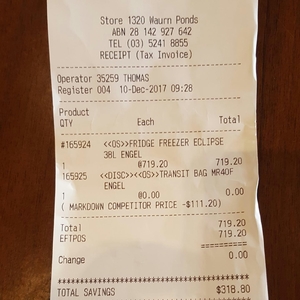 Store 1320 Waurn Ponds
ABN 28 142 927 642
TEL (03) 5241 8855
RECEIPT (Tax Invoice)
Operator 35259 THOMAS
Register 004 10-Dec-2017 09:28
Product
QTY Each Total
#165924 <<OS>>FRIDGE FREEZER ECLIPSE
38L ENGEL
1 @719.20 719.20
165925 <<DISC>><<OS>>TRANSIT BAG MR40F
ENGEL
1 @0.00 0.00
( MARKDOWN COMPETITOR PRICE -$111.20)
Total 719.20
EFTPOS 719.20
==========
Change 0.00
****************************************
TOTAL SAVINGS $318.80
****************************************